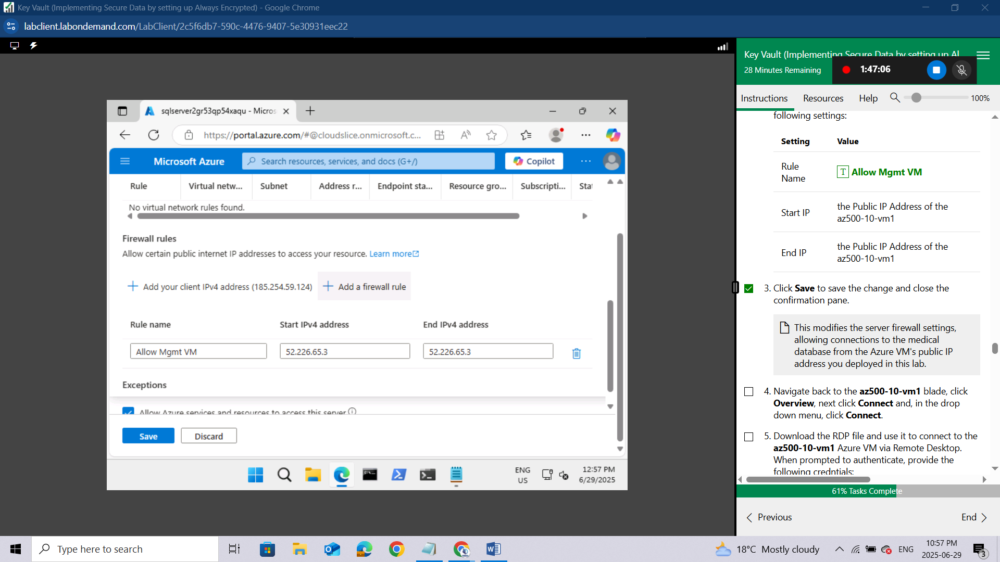 Key Vault (Implementing Secure Data by setting up Always Encrypted) - Google Chrome
labclient.labondemand.com/LabClient/2c5f6db7-590c-4476-9407-5e30931eec22
sqlserver2gr53qp54xaqu - Micros
https://portal.azure.com/#@cloudslice.onmicrosoft.c...
Microsoft Azure
Search resources, services, and docs (G+/)
Copilot
Rule
Virtual netw...
Subnet
Address r...
Endpoint sta...
Resource gro...
Subscripti...
Stat
No virtual network rules found.
Firewall rules
Allow certain public internet IP addresses to access your resource. Learn more
Add your client IPv4 address (185.254.59.124)
Add a firewall rule
Rule name
Start IPv4 address
End IPv4 address
Allow Mgmt VM
52.226.65.3
52.226.65.3
Exceptions
Allow Azure services and resources to access this server
Save
Discard
ENG
US
12:57 PM
6/29/2025
Key Vault (Implementing Secure Data by setting up Al
28 Minutes Remaining
1:47:06
Instructions
Resources
Help
100%
following settings:
Setting
Value
Rule
Name
T Allow Mgmt VM
Start IP
the Public IP Address of the
az500-10-vm1
End IP
the Public IP Address of the
az500-10-vm1
3. Click Save to save the change and close the
confirmation pane.
This modifies the server firewall settings,
allowing connections to the medical
database from the Azure VM's public IP
address you deployed in this lab.
4. Navigate back to the az500-10-vm1 blade, click
Overview, next click Connect and, in the drop
down menu, click Connect.
5. Download the RDP file and use it to connect to the
az500-10-vm1 Azure VM via Remote Desktop.
When prompted to authenticate, provide the
following credntials:
61% Tasks Complete
Previous
End
Type here to search
18°C Mostly cloudy
ENG
10:57 PM
2025-06-29
3